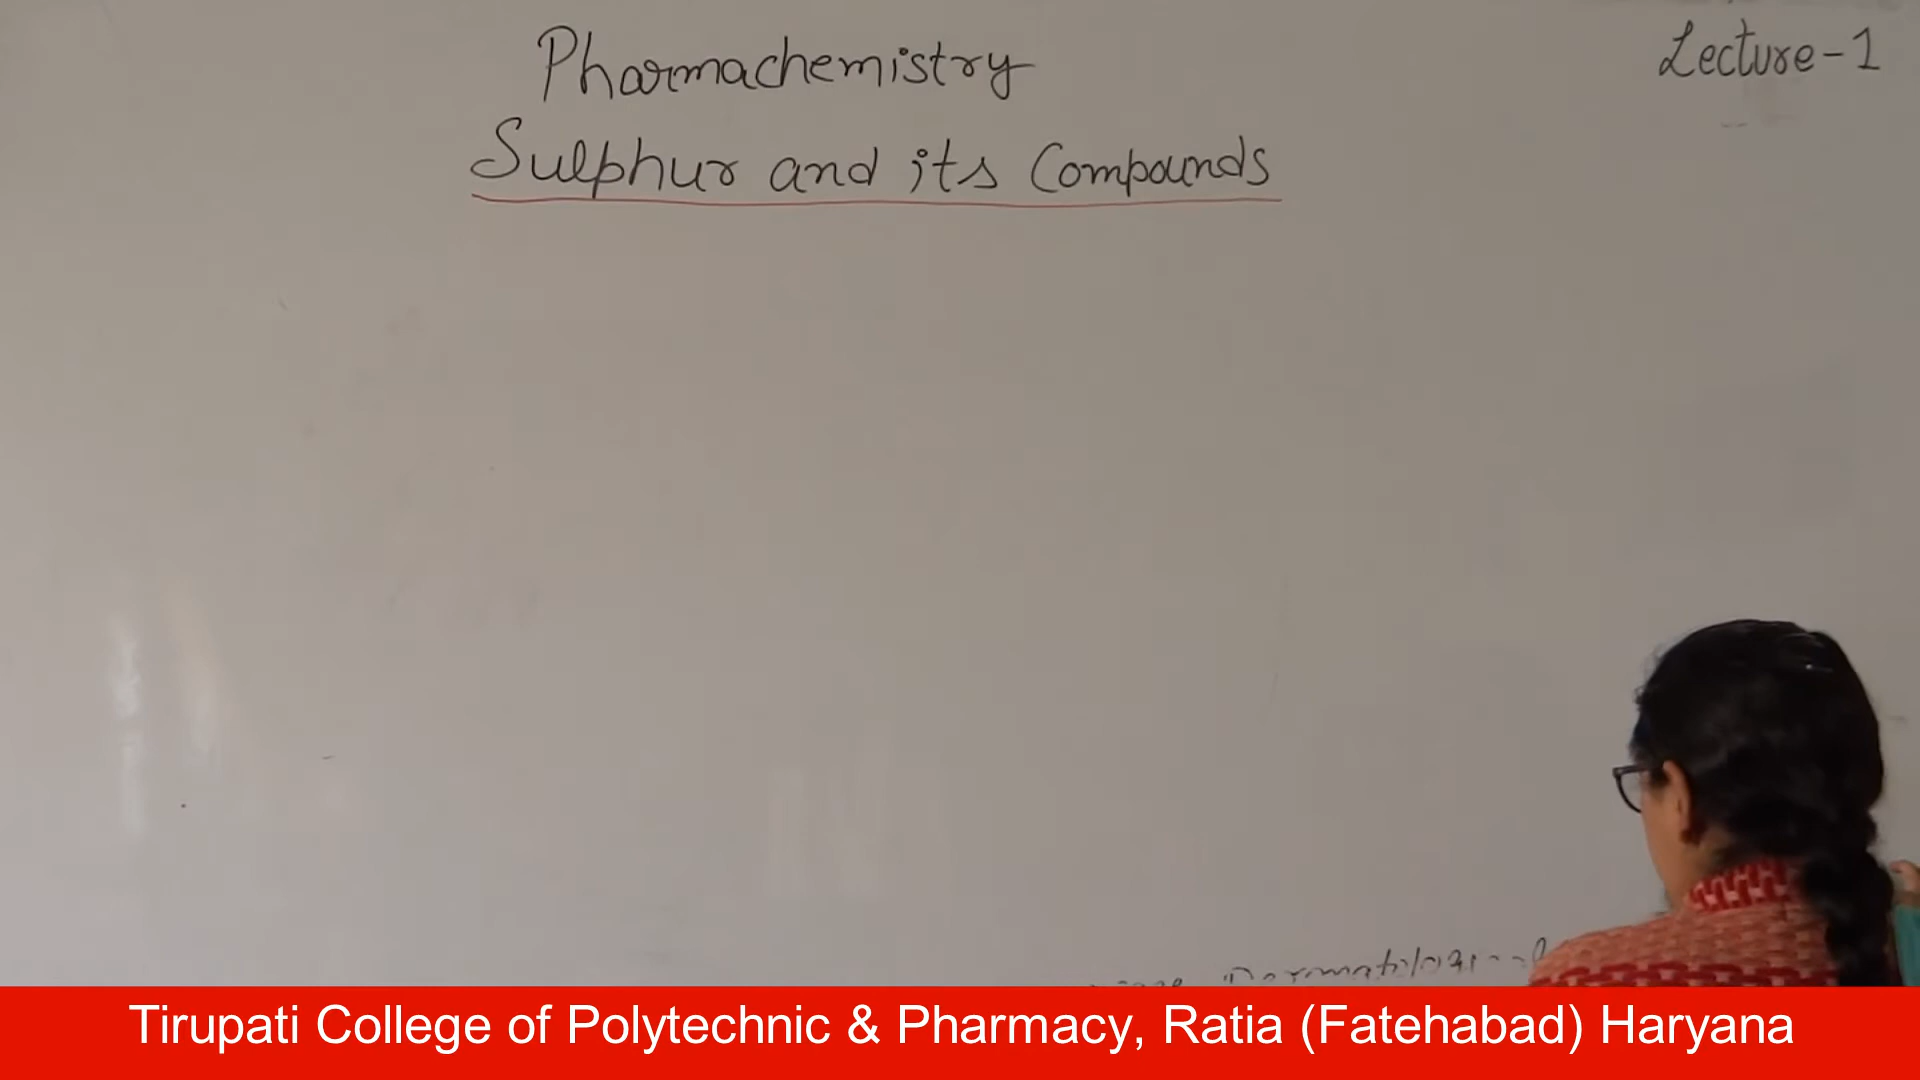 Pharmachemistry
Lecture-1
Sulphur and its Compounds
Tirupati College of Polytechnic & Pharmacy, Ratia (Fatehabad) Haryana